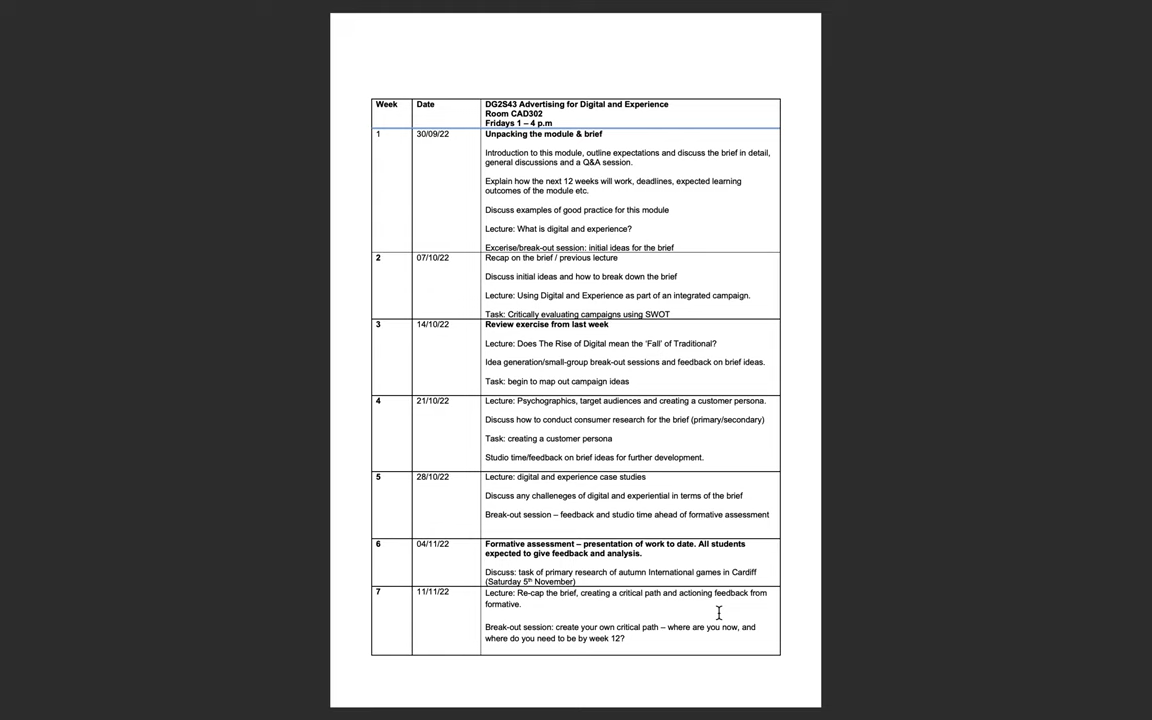 Week Date DG2S43 Advertising for Digital and Experience
Room CAD302
Fridays 1 – 4 p.m
1 30/09/22 Unpacking the module & brief
Introduction to this module, outline expectations and discuss the brief in detail,
general discussions and a Q&A session.
Explain how the next 12 weeks will work, deadlines, expected learning
outcomes of the module etc.
Discuss examples of good practice for this module
Lecture: What is digital and experience?
Excerise/break-out session: initial ideas for the brief
2 07/10/22 Recap on the brief / previous lecture
Discuss initial ideas and how to break down the brief
Lecture: Using Digital and Experience as part of an integrated campaign.
Task: Critically evaluating campaigns using SWOT
3 14/10/22 Review exercise from last week
Lecture: Does The Rise of Digital mean the ‘Fall’ of Traditional?
Idea generation/small-group break-out sessions and feedback on brief ideas.
Task: begin to map out campaign ideas
4 21/10/22 Lecture: Psychographics, target audiences and creating a customer persona.
Discuss how to conduct consumer research for the brief (primary/secondary)
Task: creating a customer persona
Studio time/feedback on brief ideas for further development.
5 28/10/22 Lecture: digital and experience case studies
Discuss any challeneges of digital and experiential in terms of the brief
Break-out session – feedback and studio time ahead of formative assessment
6 04/11/22 Formative assessment – presentation of work to date. All students
expected to give feedback and analysis.
Discuss: task of primary research of autumn International games in Cardiff
(Saturday 5th November)
7 11/11/22 Lecture: Re-cap the brief, creating a critical path and actioning feedback from
formative.
Break-out session: create your own critical path – where are you now, and
where do you need to be by week 12?